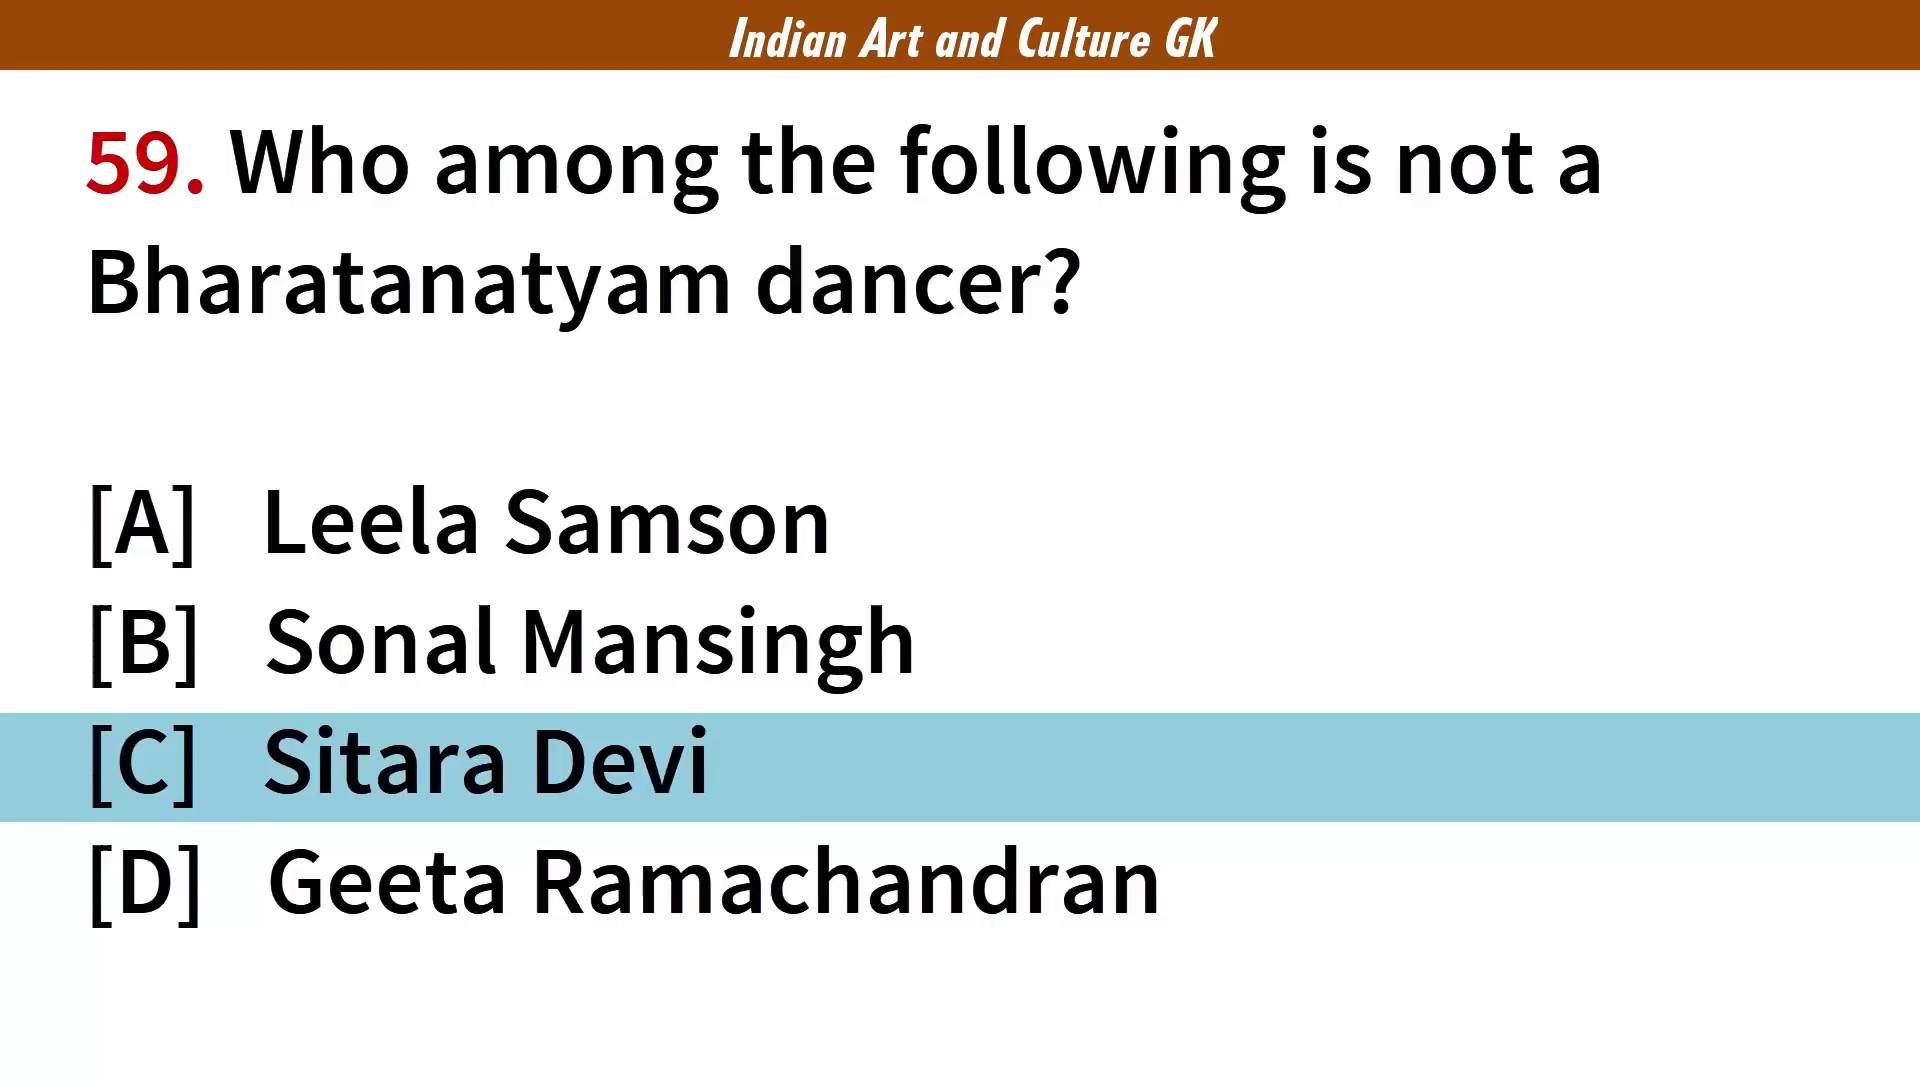 Indian Art and Culture GK
59. Who among the following is not a
Bharatanatyam dancer?
[A] Leela Samson
[B] Sonal Mansingh
[C] Sitara Devi
[D] Geeta Ramachandran